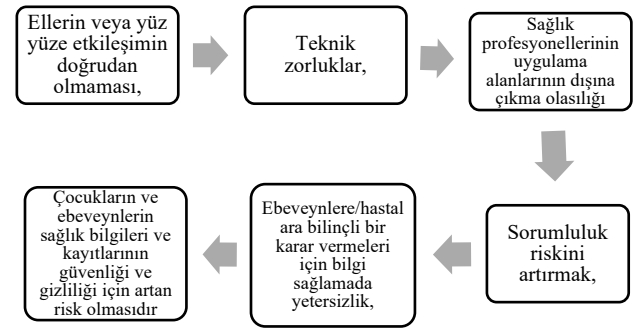 Ellerin veya yüz
yüze etkileşimin
doğrudan
olmaması,
Teknik
zorluklar,
Sağlık
profesyonellerinin
uygulama
alanlarının dışına
çıkma olasılığı
Sorumluluk
riskini
artırmak,
Ebeveynlere/hastal
ara bilinçli bir
karar vermeleri
için bilgi
sağlamada
yetersizlik,
Çocukların ve
ebeveynlerin
sağlık bilgileri ve
kayıtlarının
güvenliği ve
gizliliği için artan
risk olmasıdır